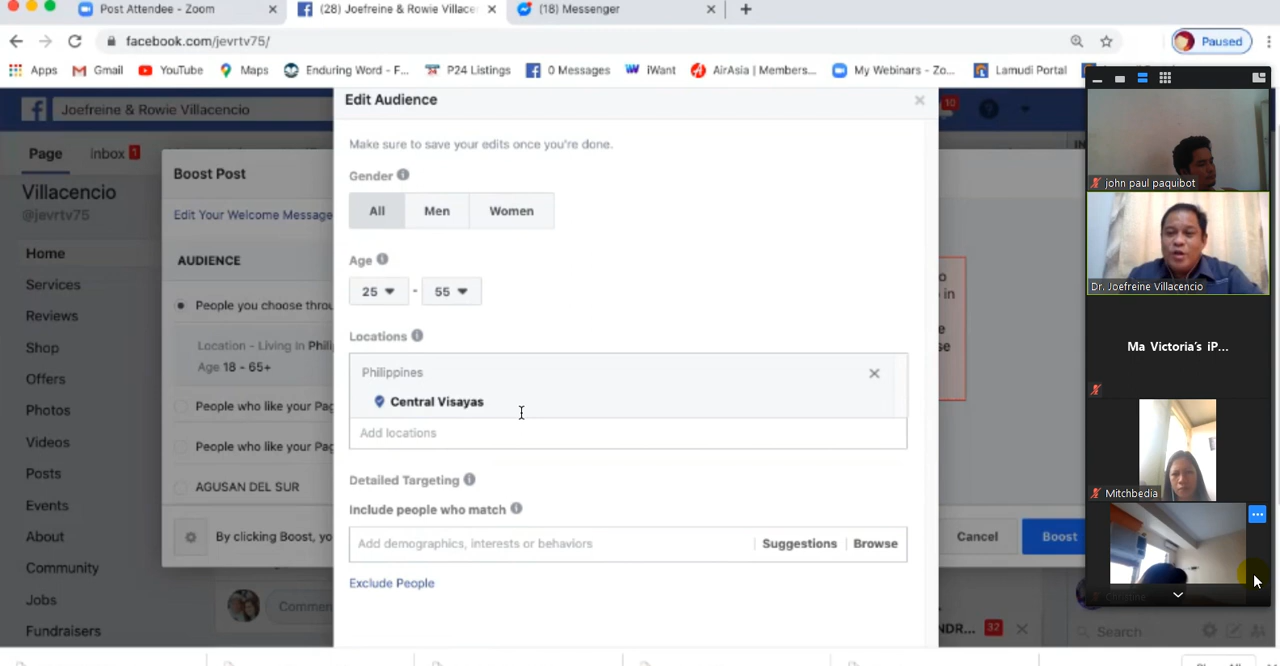 Post Attendee - Zoom
(28) Joefreine & Rowie Villacen
(18) Messenger
facebook.com/jevrtv75/
Paused
Apps
Gmail
YouTube
Maps
Enduring Word - F...
P24 Listings
0 Messages
iWant
AirAsia | Members...
My Webinars - Zo...
Lamudi Portal
Joefreine & Rowie Villacencio
10
Page
Inbox 1
Villacencio
@jevrtv75
Home
Services
Reviews
Shop
Offers
Photos
Videos
Posts
Events
About
Community
Jobs
Fundraisers
Boost Post
Edit Your Welcome Message
AUDIENCE
People you choose throu
Location - Living In Phili
Age 18 - 65+
People who like your Pag
People who like your Pag
AGUSAN DEL SUR
By clicking Boost, yo
Commen
Edit Audience
Make sure to save your edits once you're done.
Gender
All
Men
Women
Age
25 - 55
Locations
Philippines
Central Visayas
Add locations
Detailed Targeting
Include people who match
Add demographics, interests or behaviors
Suggestions
Browse
Exclude People
Cancel
Boost
32
Search
john paul paquibot
Dr. Joefreine Villacencio
Ma Victoria's iP...
Mitchbedia
Christine